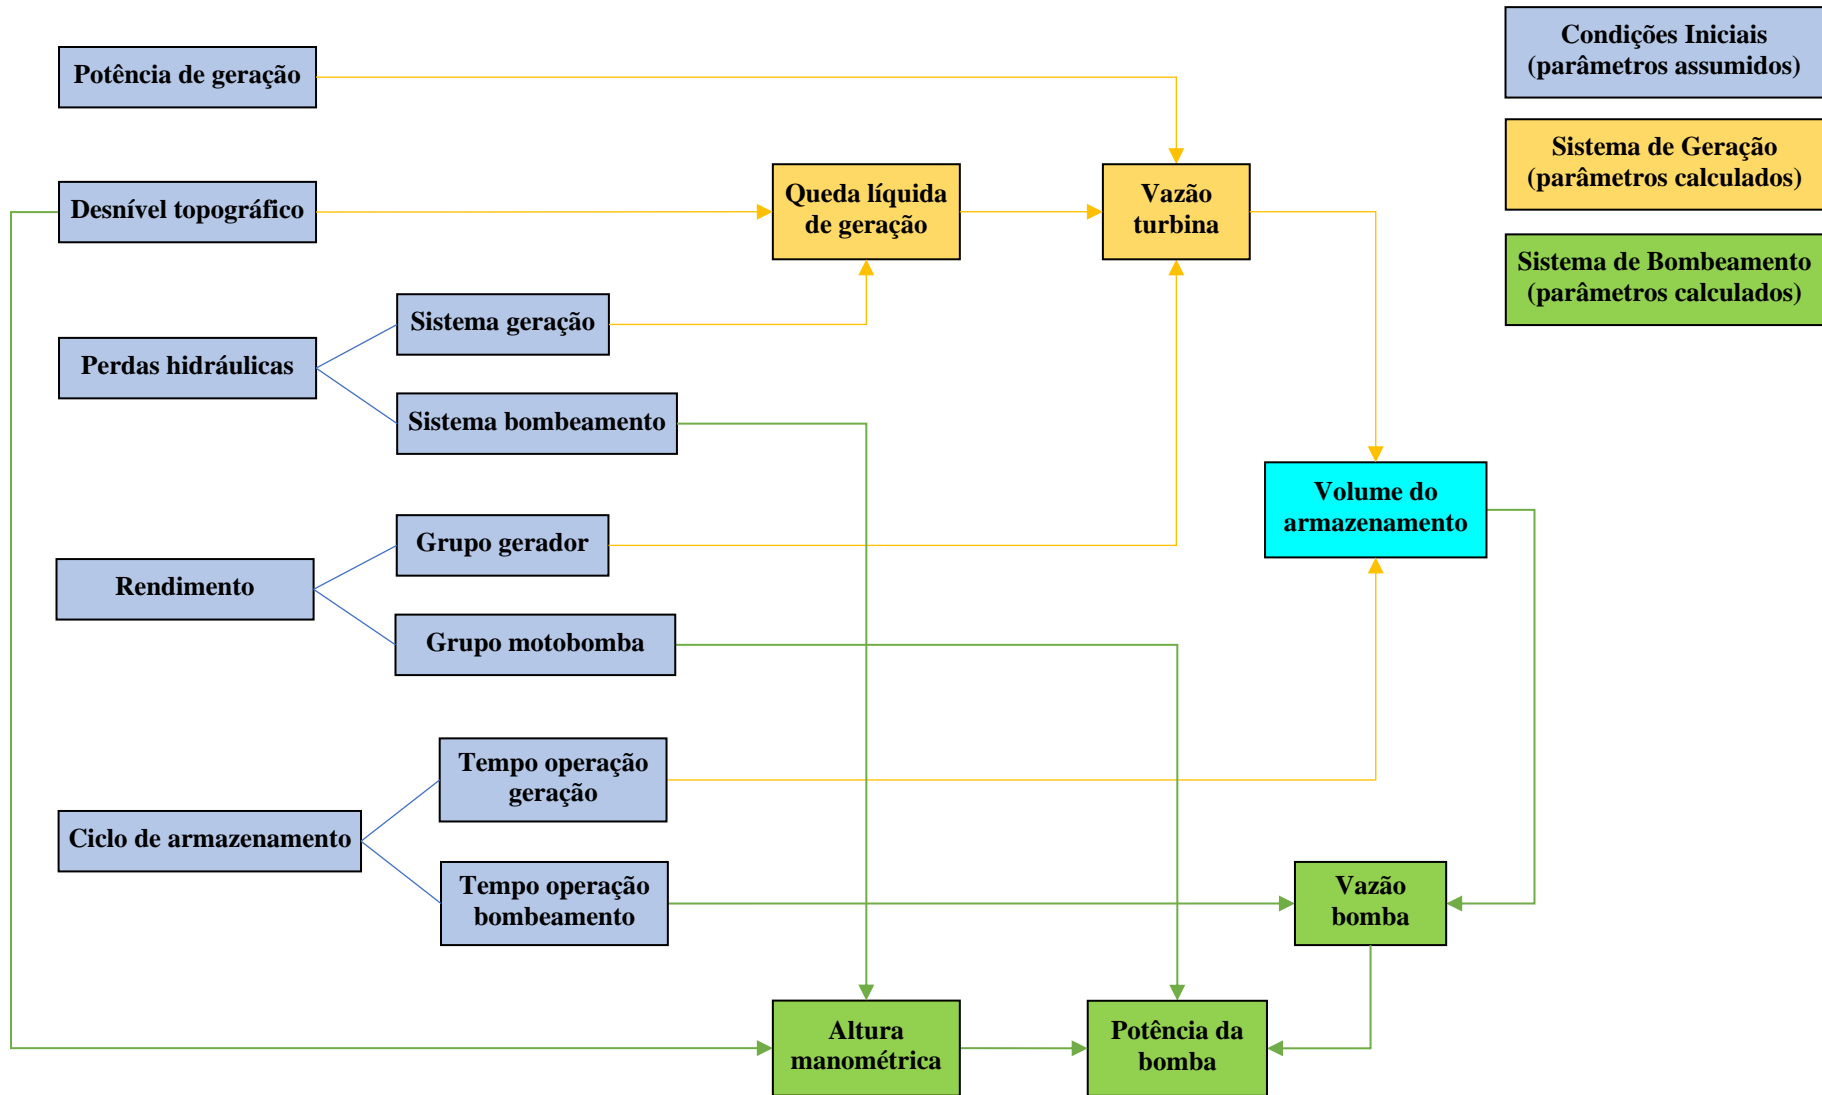 Condições Iniciais
(parâmetros assumidos)
Potência de geração
Sistema de Geração
(parâmetros calculados)
Desnível topográfico
Queda líquida
de geração
Vazão
turbina
Sistema de Bombeamento
(parâmetros calculados)
Sistema geração
Perdas hidráulicas
Sistema bombeamento
Volume do
armazenamento
Grupo gerador
Rendimento
Grupo motobomba
Tempo operação
geração
Ciclo de armazenamento
Tempo operação
bombeamento
Vazão
bomba
Altura
manométrica
Potência da
bomba